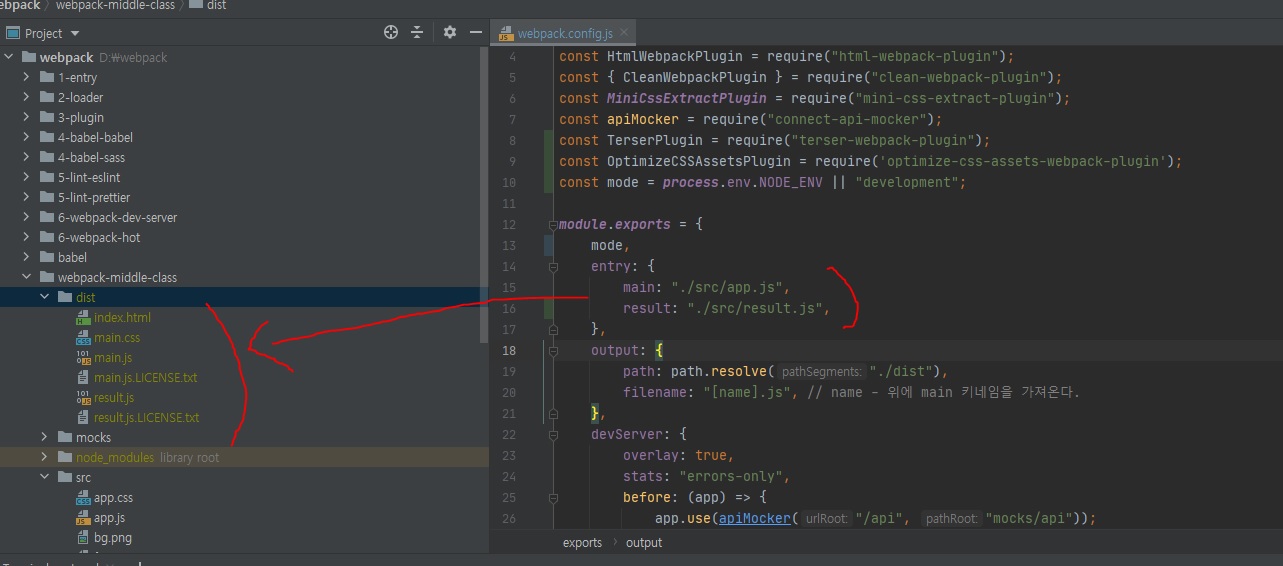 webpack › webpack-middle-class › dist
Project
webpack D:₩webpack
1-entry
2-loader
3-plugin
4-babel-babel
4-babel-sass
5-lint-eslint
5-lint-prettier
6-webpack-dev-server
6-webpack-hot
babel
webpack-middle-class
dist
index.html
main.css
main.js
main.js.LICENSE.txt
result.js
result.js.LICENSE.txt
mocks
node_modules library root
src
app.css
app.js
bg.png
webpack.config.js
4 const HtmlWebpackPlugin = require("html-webpack-plugin");
5 const { CleanWebpackPlugin } = require("clean-webpack-plugin");
6 const MiniCssExtractPlugin = require("mini-css-extract-plugin");
7 const apiMocker = require("connect-api-mocker");
8 const TerserPlugin = require("terser-webpack-plugin");
9 const OptimizeCSSAssetsPlugin = require('optimize-css-assets-webpack-plugin');
10 const mode = process.env.NODE_ENV || "development";
11
12 module.exports = {
13 mode,
14 entry: {
15 main: "./src/app.js",
16 result: "./src/result.js",
17 },
18 output: {
19 path: path.resolve( pathSegments: "./dist"),
20 filename: "[name].js", // name - 위에 main 키네임을 가져온다.
21 },
22 devServer: {
23 overlay: true,
24 stats: "errors-only",
25 before: (app) => {
26 app.use(apiMocker( urlRoot: "/api", pathRoot: "mocks/api"));
exports › output